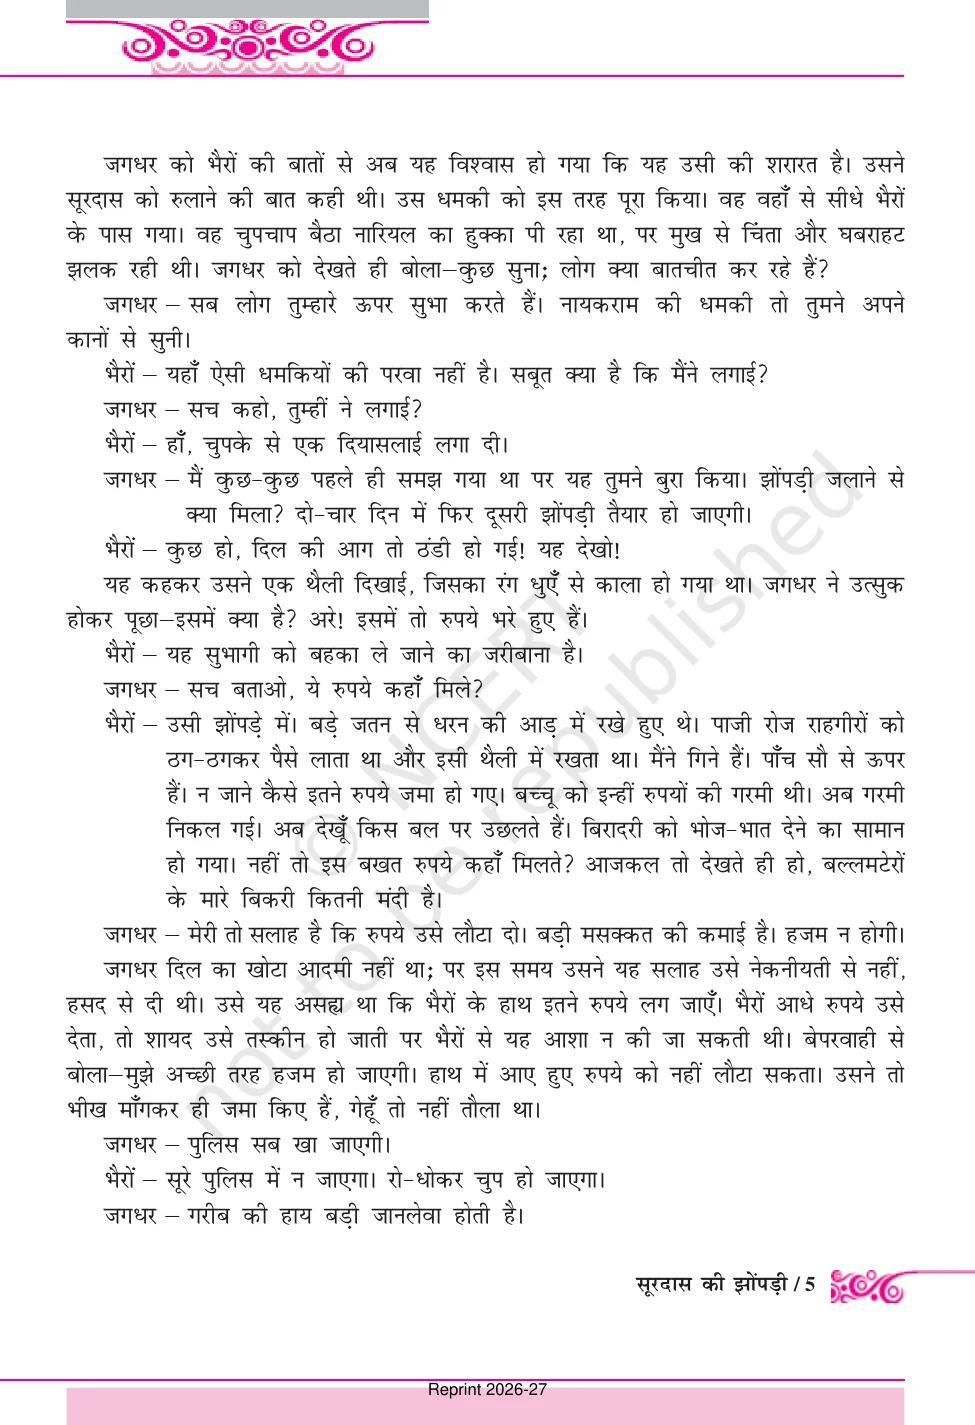 जगधर को भैरों की बातों से अब यह विश्वास हो गया कि यह उसी की शरारत है। उसने
सूरदास को रुलाने की बात कही थी। उस धमकी को इस तरह पूरा किया। वह वहाँ से सीधे भैरों
के पास गया। वह चुपचाप बैठा नारियल का हुक्का पी रहा था, पर मुख से चिंता और घबराहट
झलक रही थी। जगधर को देखते ही बोला–कुछ सुना; लोग क्या बातचीत कर रहे हैं?
जगधर – सब लोग तुम्हारे ऊपर सुभा करते हैं। नायकराम की धमकी तो तुमने अपने
कानों से सुनी।
भैरों – यहाँ ऐसी धमकियों की परवा नहीं है। सबूत क्या है कि मैंने लगाई?
जगधर – सच कहो, तुम्हीं ने लगाई?
भैरों – हाँ, चुपके से एक दियासलाई लगा दी।
जगधर – मैं कुछ-कुछ पहले ही समझ गया था पर यह तुमने बुरा किया। झोंपड़ी जलाने से
क्या मिला? दो-चार दिन में फिर दूसरी झोंपड़ी तैयार हो जाएगी।
भैरों – कुछ हो, दिल की आग तो ठंडी हो गई! यह देखो!
यह कहकर उसने एक थैली दिखाई, जिसका रंग धुएँ से काला हो गया था। जगधर ने उत्सुक
होकर पूछा–इसमें क्या है? अरे! इसमें तो रुपये भरे हुए हैं।
भैरों – यह सुभागी को बहका ले जाने का जरीबाना है।
जगधर – सच बताओ, ये रुपये कहाँ मिले?
भैरों – उसी झोंपड़े में। बड़े जतन से धरन की आड़ में रखे हुए थे। पाजी रोज राहगीरों को
ठग-ठगकर पैसे लाता था और इसी थैली में रखता था। मैंने गिने हैं। पाँच सौ से ऊपर
हैं। न जाने कैसे इतने रुपये जमा हो गए। बच्चू को इन्हीं रुपयों की गरमी थी। अब गरमी
निकल गई। अब देखूँ किस बल पर उछलते हैं। बिरादरी को भोज-भात देने का सामान
हो गया। नहीं तो इस बखत रुपये कहाँ मिलते? आजकल तो देखते ही हो, बल्लमटेरों
के मारे बिकरी कितनी मंदी है।
जगधर – मेरी तो सलाह है कि रुपये उसे लौटा दो। बड़ी मसक्कत की कमाई है। हजम न होगी।
जगधर दिल का खोटा आदमी नहीं था; पर इस समय उसने यह सलाह उसे नेकनीयती से नहीं,
हसद से दी थी। उसे यह असह्य था कि भैरों के हाथ इतने रुपये लग जाएँ। भैरों आधे रुपये उसे
देता, तो शायद उसे तस्कीन हो जाती पर भैरों से यह आशा न की जा सकती थी। बेपरवाही से
बोला–मुझे अच्छी तरह हजम हो जाएगी। हाथ में आए हुए रुपये को नहीं लौटा सकता। उसने तो
भीख माँगकर ही जमा किए हैं, गेहूँ तो नहीं तौला था।
जगधर – पुलिस सब खा जाएगी।
भैरों – सूरे पुलिस में न जाएगा। रो-धोकर चुप हो जाएगा।
जगधर – गरीब की हाय बड़ी जानलेवा होती है।
© NCERT
not to be republished
सूरदास की झोंपड़ी / 5
Reprint 2026-27